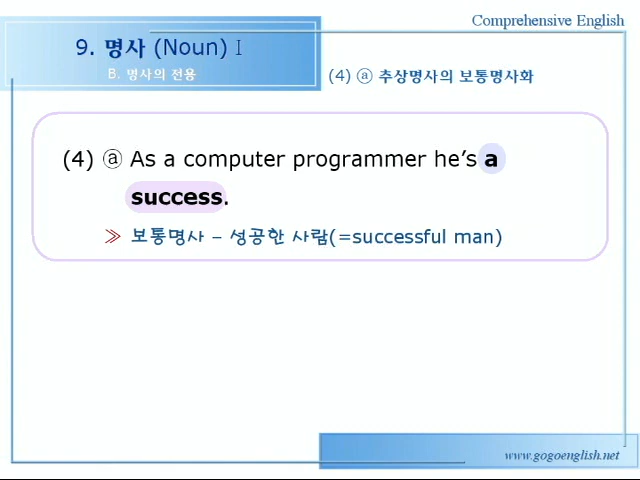 Comprehensive English
9. 명사 (Noun) Ⅰ
B. 명사의 전용
(4) ⓐ 추상명사의 보통명사화
(4) ⓐ As a computer programmer he's a
success.
≫ 보통명사 – 성공한 사람(=successful man)
www.gogoenglish.net